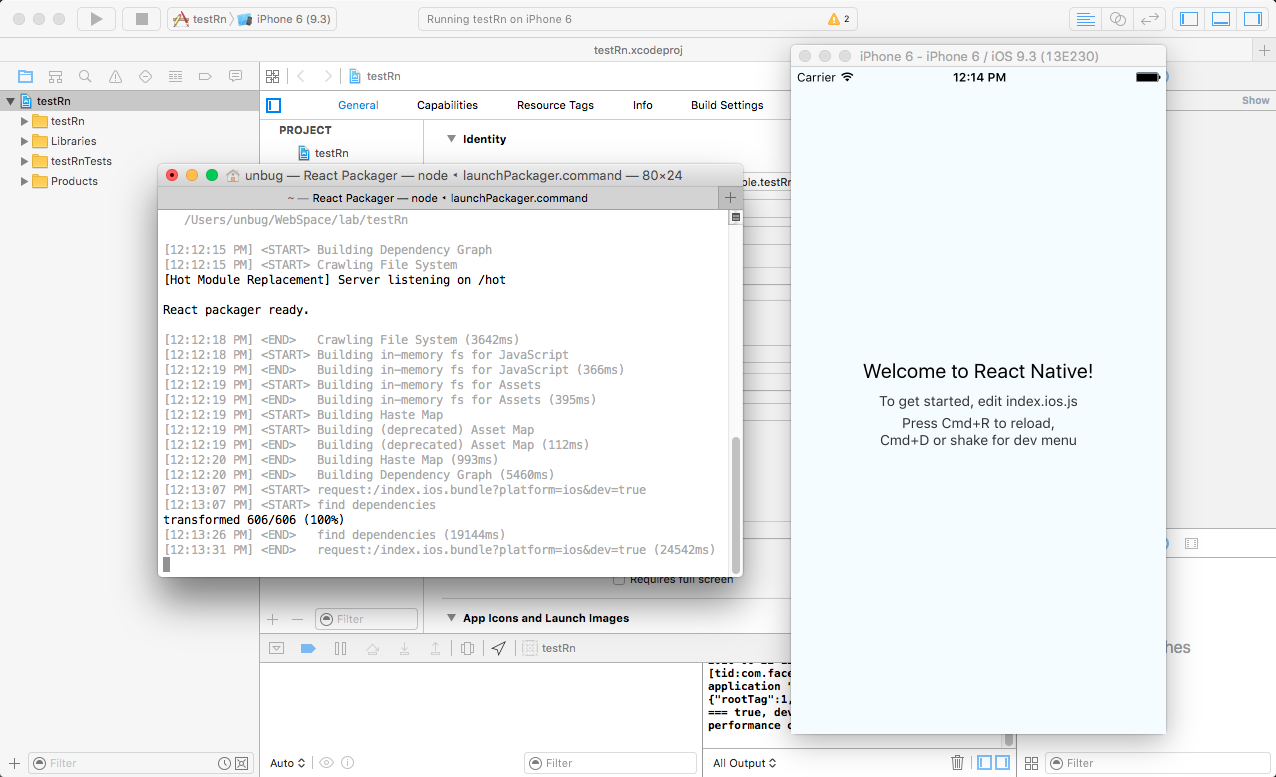 testRn
iPhone 6 (9.3)
Running testRn on iPhone 6
2
testRn.xcodeproj
testRn
testRn
testRn
Libraries
testRnTests
Products
General
Capabilities
Resource Tags
Info
Build Settings
Show
PROJECT
testRn
Identity
ble.testRn
unbug — React Packager — node • launchPackager.command — 80×24
~ — React Packager — node • launchPackager.command
/Users/unbug/WebSpace/lab/testRn
[12:12:15 PM] <START> Building Dependency Graph
[12:12:15 PM] <START> Crawling File System
[Hot Module Replacement] Server listening on /hot
React packager ready.
[12:12:18 PM] <END>   Crawling File System (3642ms)
[12:12:18 PM] <START> Building in-memory fs for JavaScript
[12:12:19 PM] <END>   Building in-memory fs for JavaScript (366ms)
[12:12:19 PM] <START> Building in-memory fs for Assets
[12:12:19 PM] <END>   Building in-memory fs for Assets (395ms)
[12:12:19 PM] <START> Building Haste Map
[12:12:19 PM] <START> Building (deprecated) Asset Map
[12:12:19 PM] <END>   Building (deprecated) Asset Map (112ms)
[12:12:20 PM] <END>   Building Haste Map (993ms)
[12:12:20 PM] <END>   Building Dependency Graph (5460ms)
[12:13:07 PM] <START> request:/index.ios.bundle?platform=ios&dev=true
[12:13:07 PM] <START> find dependencies
transformed 606/606 (100%)
[12:13:26 PM] <END>   find dependencies (19144ms)
[12:13:31 PM] <END>   request:/index.ios.bundle?platform=ios&dev=true (24542ms)
iPhone 6 - iPhone 6 / iOS 9.3 (13E230)
Carrier
12:14 PM
Welcome to React Native!
To get started, edit index.ios.js
Press Cmd+R to reload,
Cmd+D or shake for dev menu
Requires full screen
Filter
App Icons and Launch Images
testRn
[tid:com.face
application "
{"rootTag":1,
=== true, dev
performance o
hes
Filter
Auto
Filter
All Output
Filter